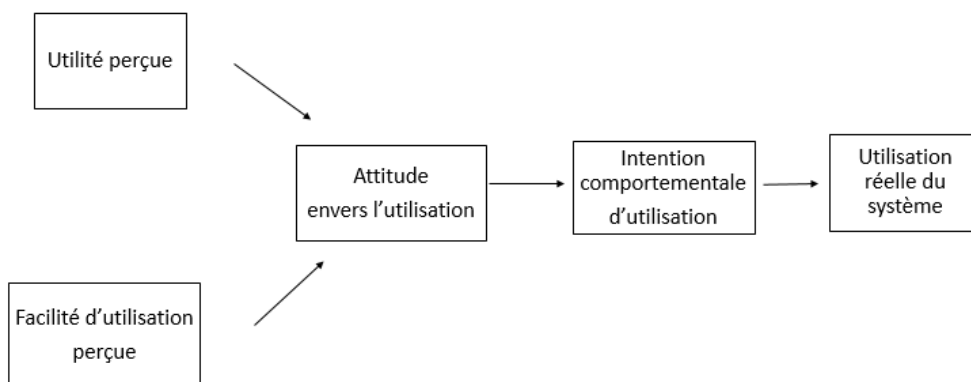 Utilité perçue
Attitude
envers l’utilisation
Intention
comportementale
d’utilisation
Utilisation
réelle du
système
Facilité d’utilisation
perçue